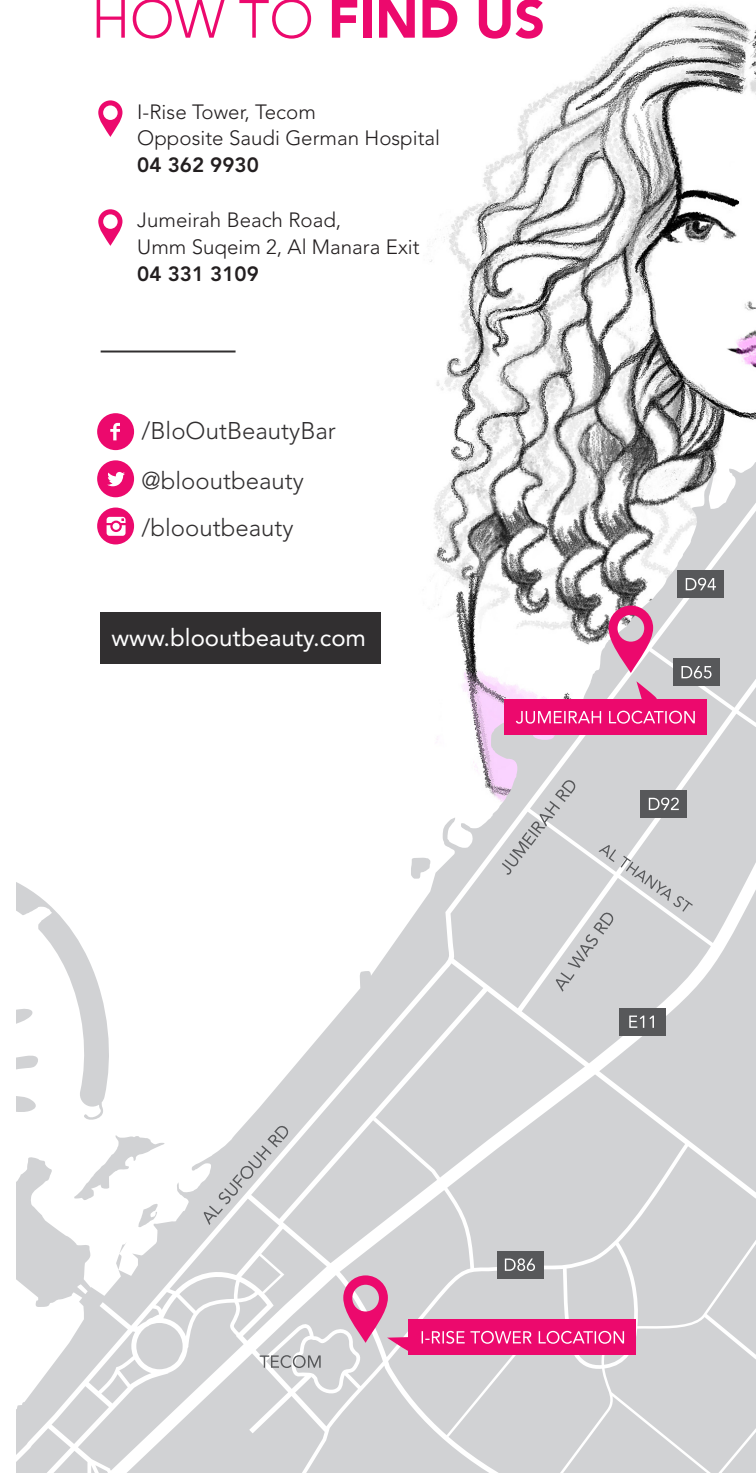 HOW TO FIND US
I-Rise Tower, Tecom
Opposite Saudi German Hospital
04 362 9930
Jumeirah Beach Road,
Umm Suqeim 2, Al Manara Exit
04 331 3109
/BloOutBeautyBar
@blooutbeauty
/blooutbeauty
www.blooutbeauty.com
D94
D65
JUMEIRAH LOCATION
D92
JUMEIRAH RD
AL THANYA ST
AL WAS RD
E11
AL SUFOUH RD
D86
I-RISE TOWER LOCATION
TECOM